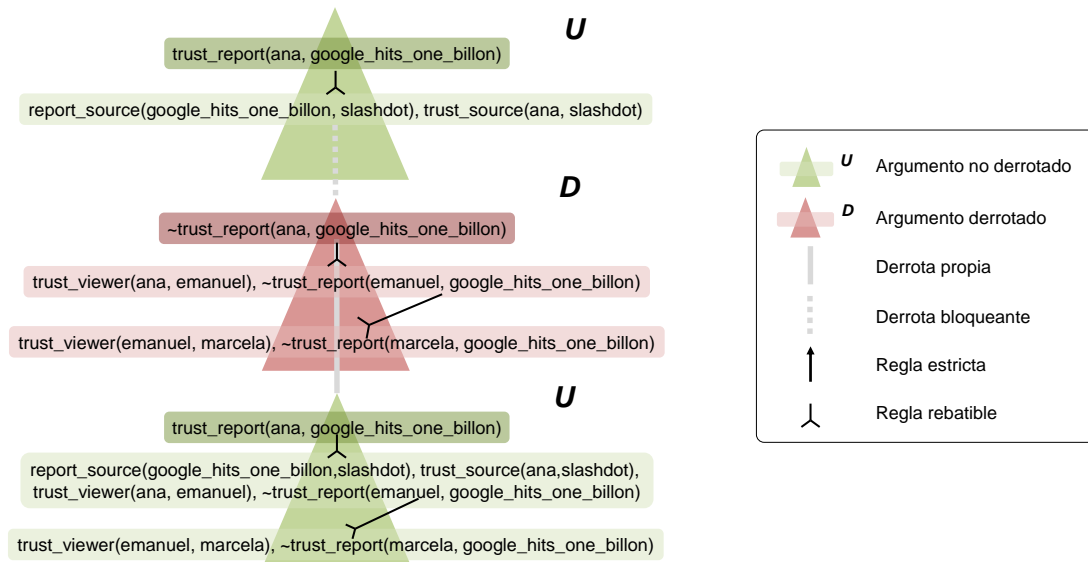 U
trust_report(ana, google_hits_one_billon)
report_source(google_hits_one_billon, slashdot), trust_source(ana, slashdot)
D
~trust_report(ana, google_hits_one_billon)
trust_viewer(ana, emanuel), ~trust_report(emanuel, google_hits_one_billon)
trust_viewer(emanuel, marcela), ~trust_report(marcela, google_hits_one_billon)
U
trust_report(ana, google_hits_one_billon)
report_source(google_hits_one_billon,slashdot), trust_source(ana,slashdot),
trust_viewer(ana, emanuel), ~trust_report(emanuel, google_hits_one_billon)
trust_viewer(emanuel, marcela), ~trust_report(marcela, google_hits_one_billon)
U Argumento no derrotado
D Argumento derrotado
Derrota propia
Derrota bloqueante
Regla estricta
Regla rebatible